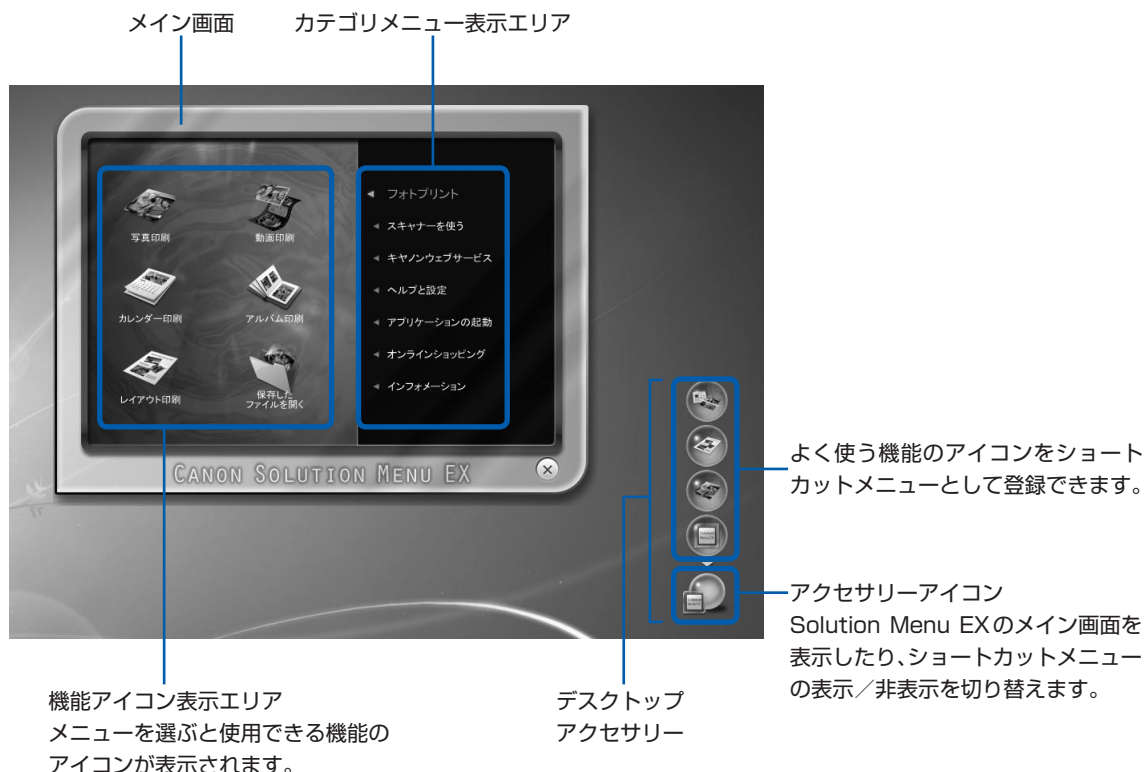 メイン画面
カテゴリメニュー表示エリア
写真印刷
動画印刷
カレンダー印刷
アルバム印刷
レイアウト印刷
保存した
ファイルを開く
フォトプリント
スキャナーを使う
キヤノンウェブサービス
ヘルプと設定
アプリケーションの起動
オンラインショッピング
インフォメーション
CANON SOLUTION MENU EX
よく使う機能のアイコンをショート
カットメニューとして登録できます。
アクセサリーアイコン
Solution Menu EXのメイン画面を
表示したり、ショートカットメニュー
の表示／非表示を切り替えます。
機能アイコン表示エリア
メニューを選ぶと使用できる機能の
アイコンが表示されます。
デスクトップ
アクセサリー